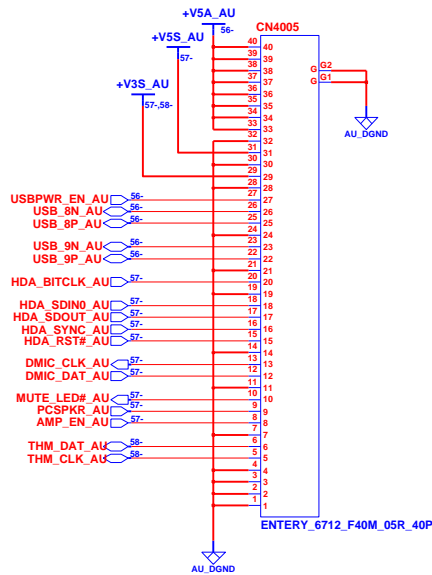 +V5A_AU
CN4005
+V5S_AU
56-
57-
+V3S_AU
57-,58-
40 40
39 39
38 38
37 37
36 36
35 35
34 34
33 33
32 32
31 31
30 30
29 29
28 28
G G2
G G1
AU_DGND
USBPWR_EN_AU 56- 27 27
USB_8N_AU 56- 26 26
USB_8P_AU 56- 25 25
24 24
USB_9N_AU 56- 23 23
USB_9P_AU 56- 22 22
21 21
HDA_BITCLK_AU 57- 20 20
19 19
HDA_SDIN0_AU 57- 18 18
HDA_SDOUT_AU 57- 17 17
HDA_SYNC_AU 57- 16 16
HDA_RST#_AU 57- 15 15
14 14
DMIC_CLK_AU 57- 13 13
DMIC_DAT_AU 57- 12 12
11 11
MUTE_LED#_AU 57- 10 10
PCSPKR_AU 57- 9 9
AMP_EN_AU 57- 8 8
7 7
THM_DAT_AU 58- 6 6
THM_CLK_AU 58- 5 5
4 4
3 3
2 2
1 1
ENTERY_6712_F40M_05R_40P
AU_DGND